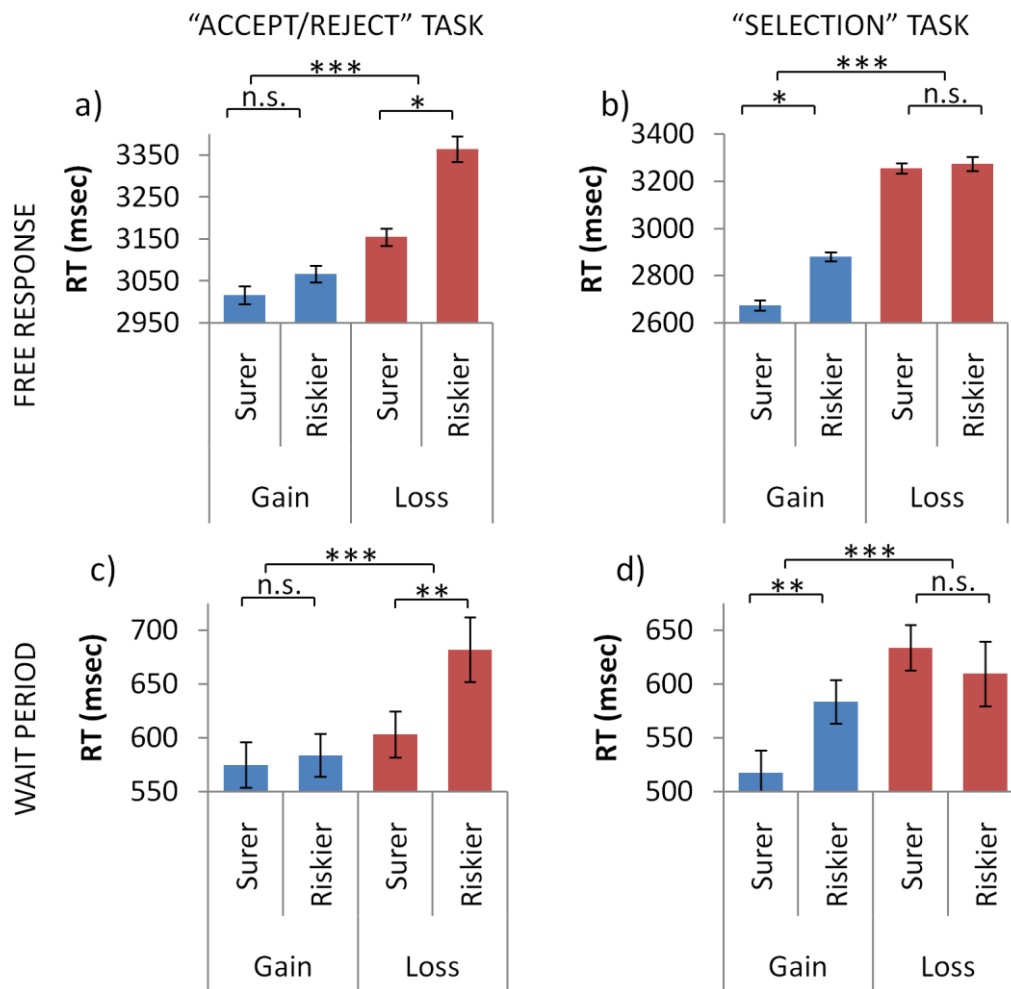 "ACCEPT/REJECT" TASK
"SELECTION" TASK
FREE RESPONSE
a)
***
n.s.
*
RT (msec)
3350
3250
3150
3050
2950
Surer
Riskier
Surer
Riskier
Gain
Loss
b)
***
*
n.s.
RT (msec)
3400
3200
3000
2800
2600
Surer
Riskier
Surer
Riskier
Gain
Loss
WAIT PERIOD
c)
***
n.s.
**
RT (msec)
700
650
600
550
Surer
Riskier
Surer
Riskier
Gain
Loss
d)
***
**
n.s.
RT (msec)
650
600
550
500
Surer
Riskier
Surer
Riskier
Gain
Loss